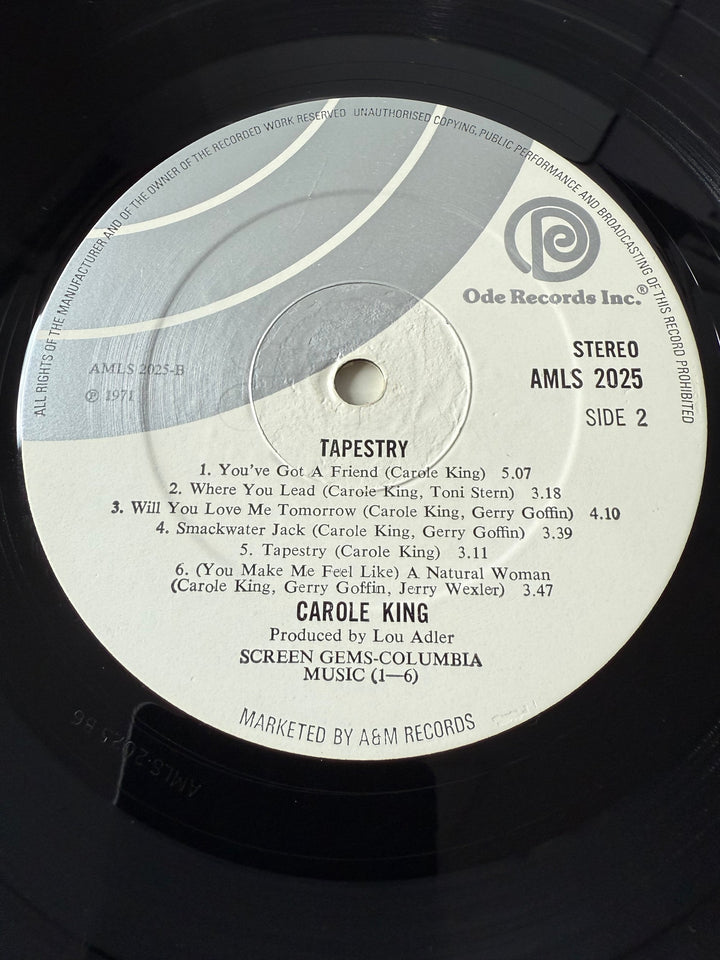 ALL RIGHTS OF THE MANUFACTURER AND OF THE OWNER OF THE RECORDED WORK RESERVED UNAUTHORISED COPYING, PUBLIC PERFORMANCE AND BROADCASTING OF THIS RECORD PROHIBITED
Ode Records Inc.®
STEREO
AMLS 2025
SIDE 2
AMLS 2025-B
℗ 1971
TAPESTRY
1. You've Got A Friend (Carole King) 5.07
2. Where You Lead (Carole King, Toni Stern) 3.18
3. Will You Love Me Tomorrow (Carole King, Gerry Goffin) 4.10
4. Smackwater Jack (Carole King, Gerry Goffin) 3.39
5. Tapestry (Carole King) 3.11
6. (You Make Me Feel Like) A Natural Woman
(Carole King, Gerry Goffin, Jerry Wexler) 3.47
CAROLE KING
Produced by Lou Adler
SCREEN GEMS-COLUMBIA
MUSIC (1—6)
MARKETED BY A&M RECORDS